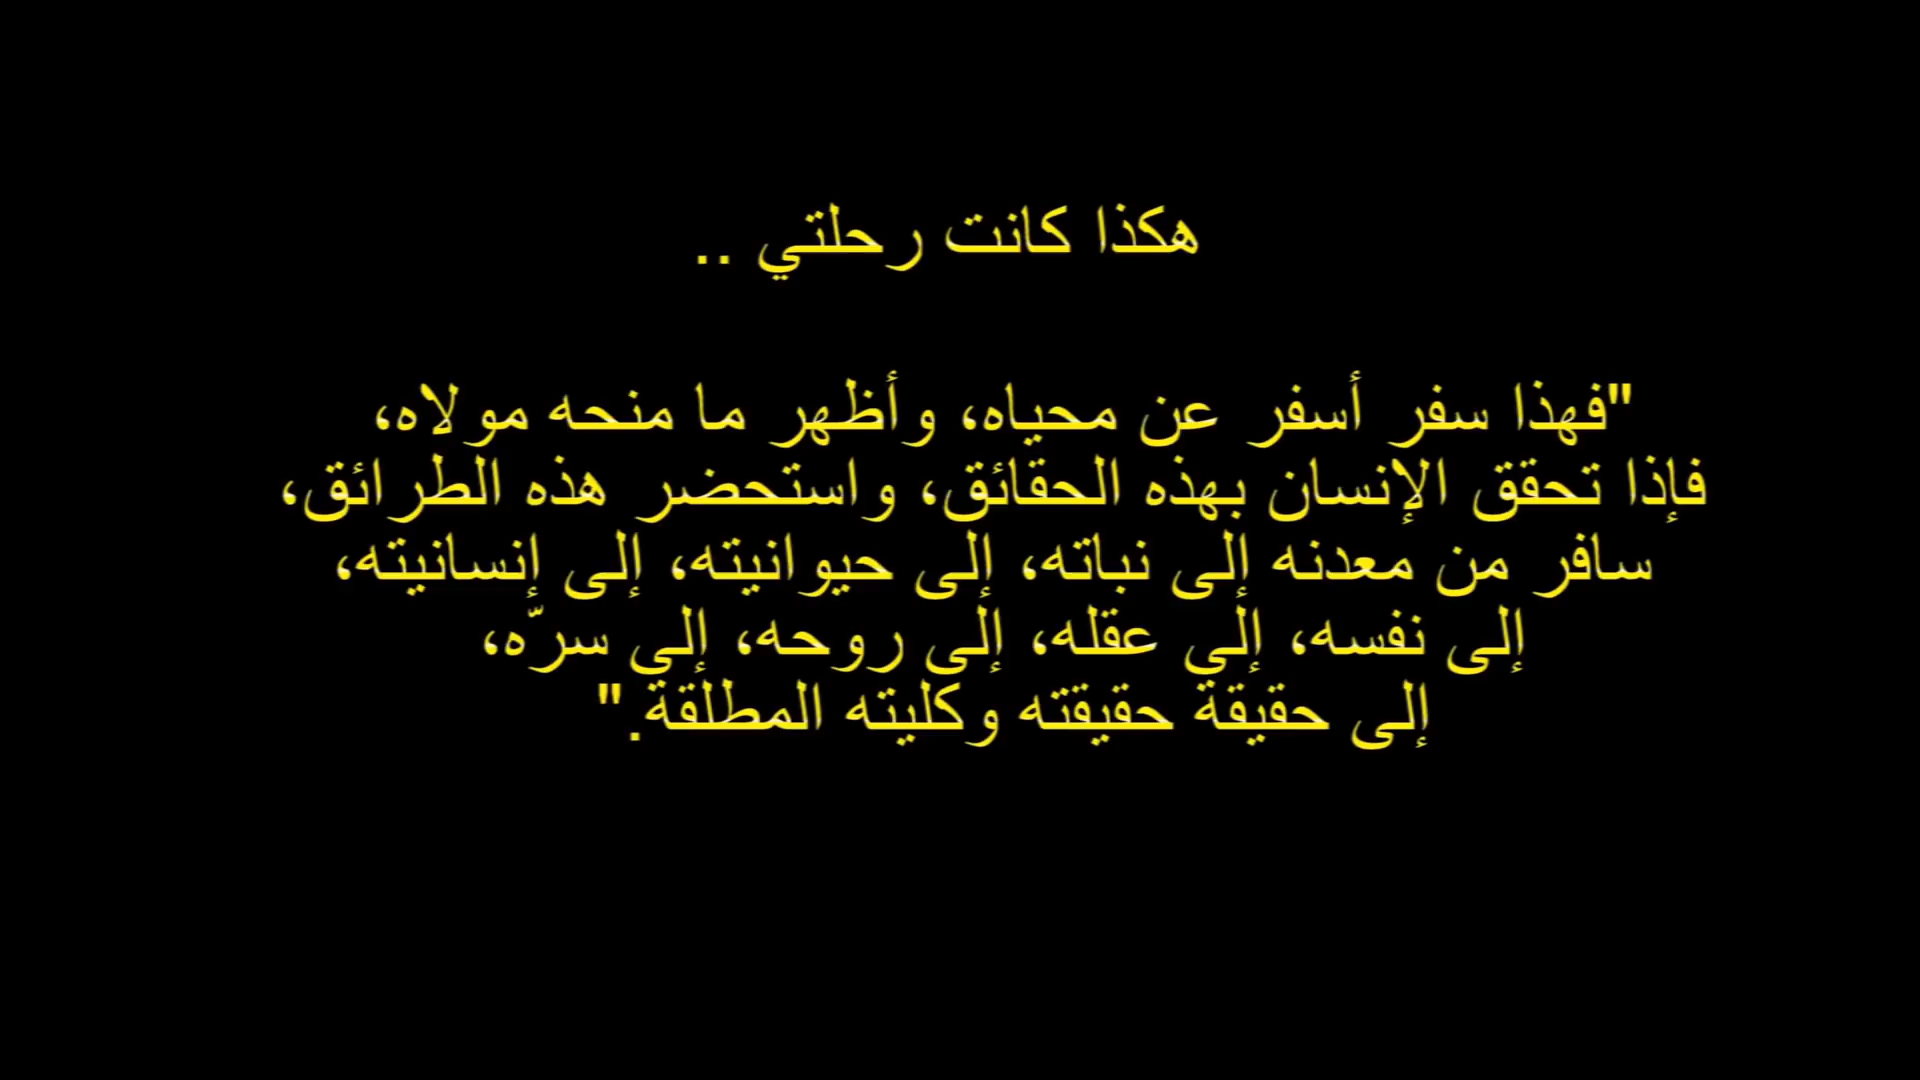 هكذا كانت رحلتي ..
"فهذا سفر أسفر عن محياه، وأظهر ما منحه مولاه،
فإذا تحقق الإنسان بهذه الحقائق، واستحضر هذه الطرائق،
سافر من معدنه إلى نباته، إلى حيوانيته، إلى إنسانيته،
إلى نفسه، إلى عقله، إلى روحه، إلى سرّه،
إلى حقيقة حقيقته وكليته المطلقة."